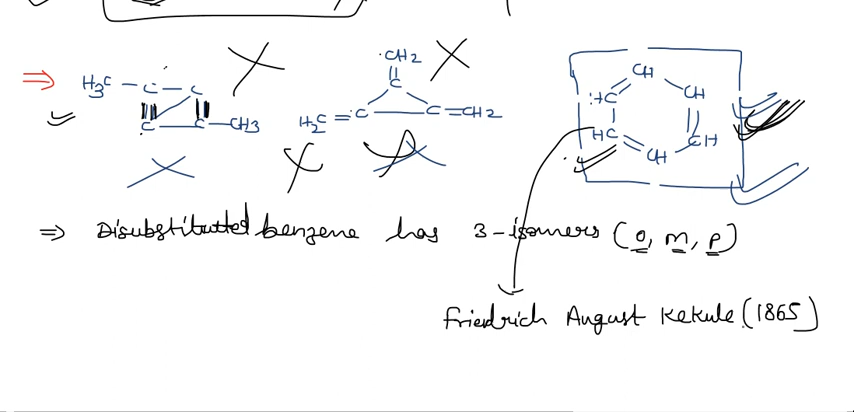 ⇒ H3C - C - C
C - C - CH3
·CH2
||
C
H2C = C - C = CH2
CH
:HC CH
HC CH
CH
⇒ Disubstitutted benzene has 3-isomers (o, m, p)
Friedrich August Kekule (1865)